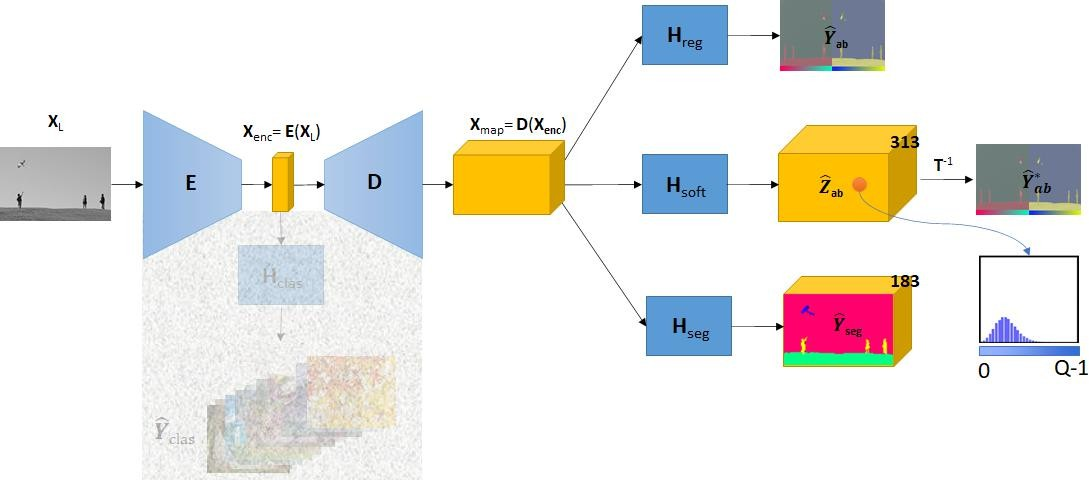 X_L
E
X_enc= E(X_L)
D
X_map= D(X_enc)
H_reg
Ŷ_ab
H_soft
313
Ẑ_ab
T⁻¹
Ŷ*_ab
H_seg
183
Ŷ_seg
0
Q-1
H_clas
Ŷ_clas